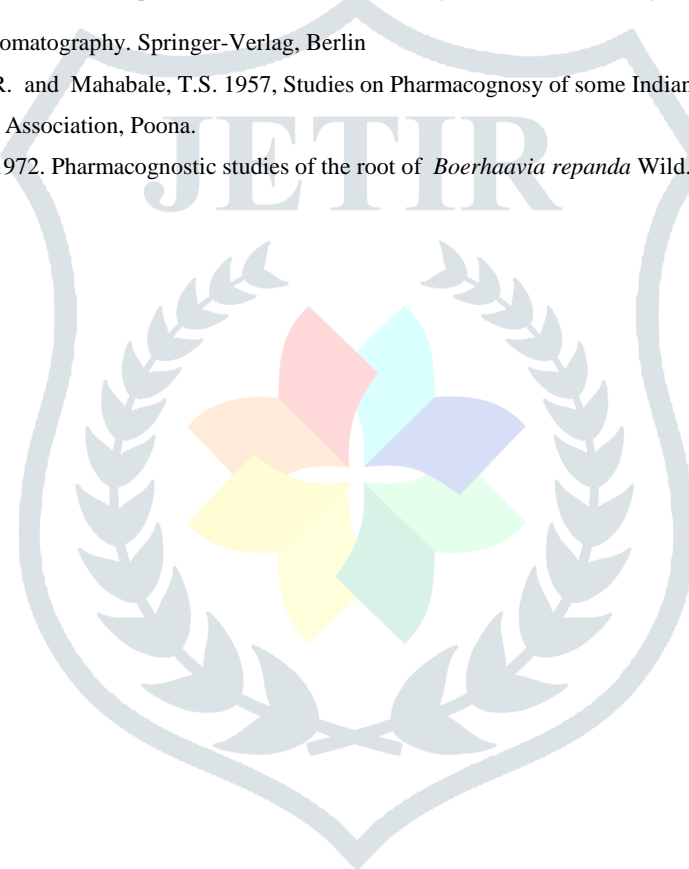 omatography. Springer-Verlag, Berlin
R. and Mahabale, T.S. 1957, Studies on Pharmacognosy of some Indian
Association, Poona.
1972. Pharmacognostic studies of the root of Boerhaavia repanda Wild.
JETIR